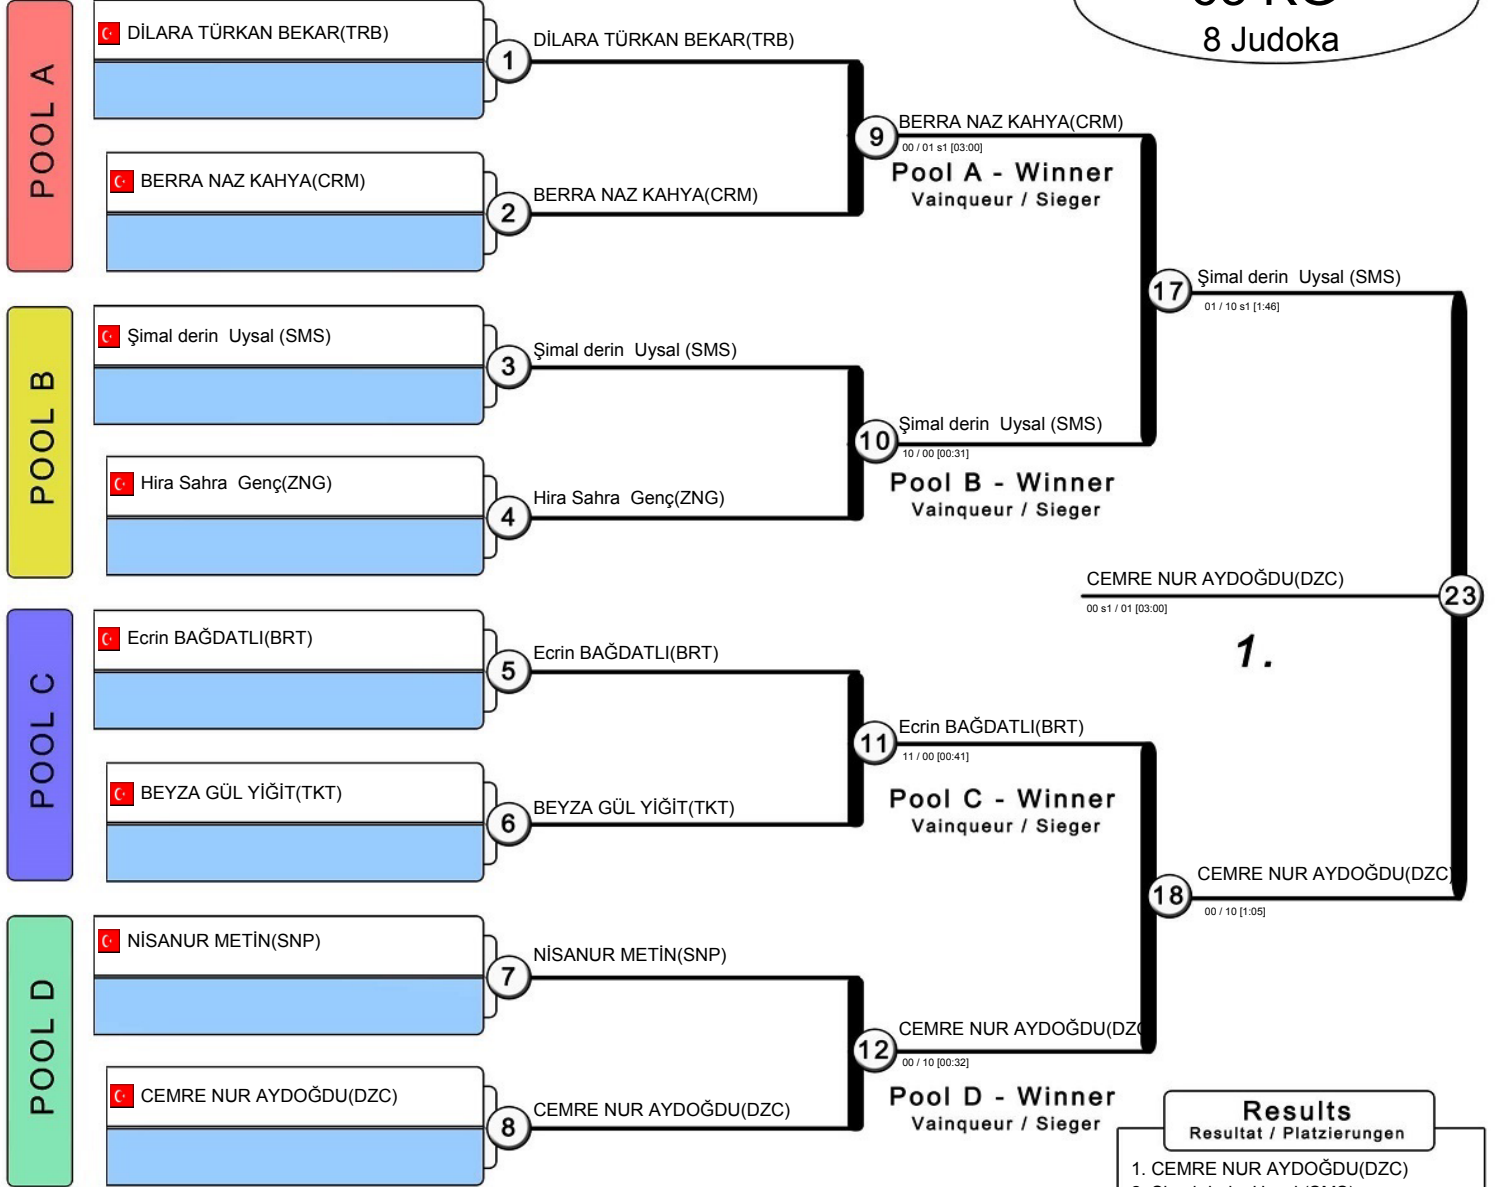 8 Judoka
POOL A
DİLARA TÜRKAN BEKAR(TRB)
1
DİLARA TÜRKAN BEKAR(TRB)
BERRA NAZ KAHYA(CRM)
2
BERRA NAZ KAHYA(CRM)
9
BERRA NAZ KAHYA(CRM)
00 / 01 s1 [03:00]
Pool A - Winner
Vainqueur / Sieger
POOL B
Şimal derin Uysal (SMS)
3
Şimal derin Uysal (SMS)
Hira Sahra Genç(ZNG)
4
Hira Sahra Genç(ZNG)
10
Şimal derin Uysal (SMS)
10 / 00 [00:31]
Pool B - Winner
Vainqueur / Sieger
17
Şimal derin Uysal (SMS)
01 / 10 s1 [1:46]
CEMRE NUR AYDOĞDU(DZC)
00 s1 / 01 [03:00]
23
1.
POOL C
Ecrin BAĞDATLI(BRT)
5
Ecrin BAĞDATLI(BRT)
BEYZA GÜL YİĞİT(TKT)
6
BEYZA GÜL YİĞİT(TKT)
11
Ecrin BAĞDATLI(BRT)
11 / 00 [00:41]
Pool C - Winner
Vainqueur / Sieger
18
CEMRE NUR AYDOĞDU(DZC)
00 / 10 [1:05]
POOL D
NİSANUR METİN(SNP)
7
NİSANUR METİN(SNP)
CEMRE NUR AYDOĞDU(DZC)
8
CEMRE NUR AYDOĞDU(DZC)
12
CEMRE NUR AYDOĞDU(DZC
00 / 10 [00:32]
Pool D - Winner
Vainqueur / Sieger
Results
Resultat / Platzierungen
1. CEMRE NUR AYDOĞDU(DZC)